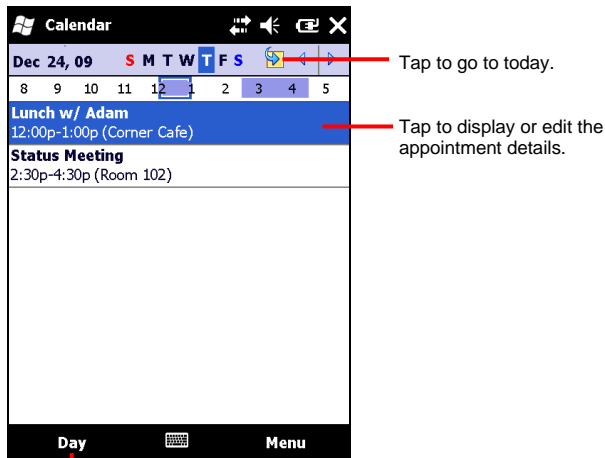 Calendar
Dec 24, 09 S M T W T F S
8 9 10 11 12 1 2 3 4 5
Lunch w/ Adam
12:00p-1:00p (Corner Cafe)
Status Meeting
2:30p-4:30p (Room 102)
Day Menu
Tap to go to today.
Tap to display or edit the
appointment details.